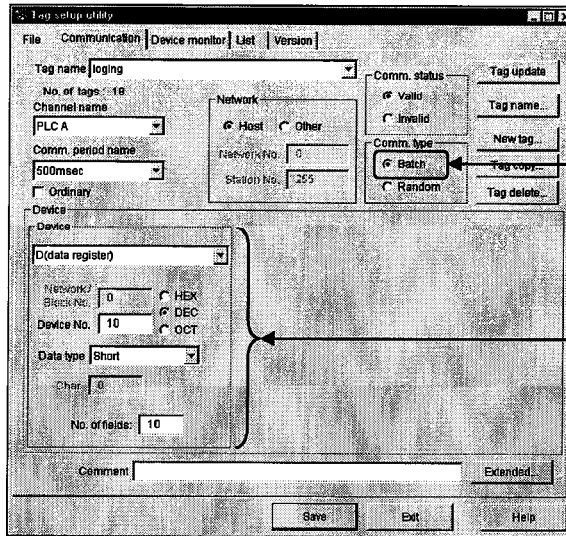 Tag setup utility
File Communication Device monitor List Version
Tag name loging
No. of tags : 18
Channel name
PLC A
Comm. period name
500msec
Ordinary
Network
Host Other
Network No. 0
Station No. 255
Comm. status
Valid
Invalid
Comm. type
Batch
Random
Tag update
Tag name...
New tag...
Tag copy...
Tag delete...
Device
Device
D(data register)
Network/
Block No. 0
HEX
DEC
OCT
Device No. 10
Data type Short
Char 0
No. of fields: 10
Comment
Extended...
Save Exit Help